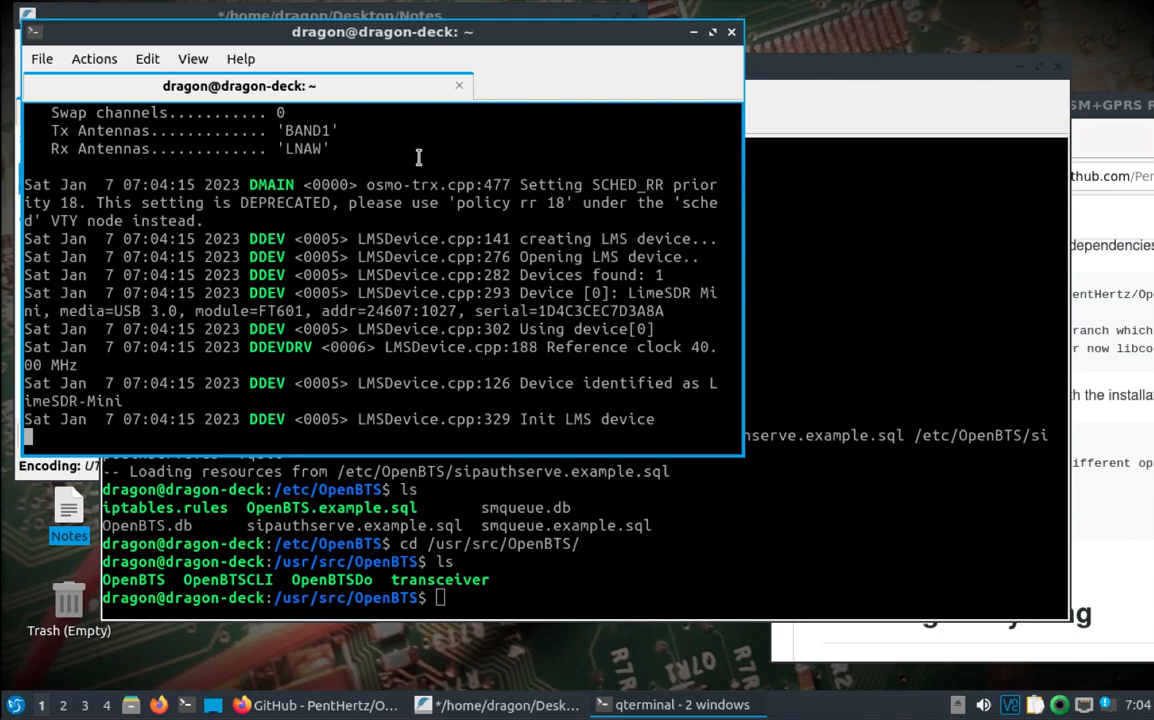 */home/dragon/Desktop/Notes
dragon@dragon-deck: ~
File Actions Edit View Help
dragon@dragon-deck: ~
Swap channels........... 0
Tx Antennas............. 'BAND1'
Rx Antennas............. 'LNAW'
Sat Jan  7 07:04:15 2023 DMAIN <0000> osmo-trx.cpp:477 Setting SCHED_RR prior
ity 18. This setting is DEPRECATED, please use 'policy rr 18' under the 'sche
d' VTY node instead.
Sat Jan  7 07:04:15 2023 DDEV <0005> LMSDevice.cpp:141 creating LMS device...
Sat Jan  7 07:04:15 2023 DDEV <0005> LMSDevice.cpp:276 Opening LMS device..
Sat Jan  7 07:04:15 2023 DDEV <0005> LMSDevice.cpp:282 Devices found: 1
Sat Jan  7 07:04:15 2023 DDEV <0005> LMSDevice.cpp:293 Device [0]: LimeSDR Mi
ni, media=USB 3.0, module=FT601, addr=24607:1027, serial=1D4C3CEC7D3A8A
Sat Jan  7 07:04:15 2023 DDEV <0005> LMSDevice.cpp:302 Using device[0]
Sat Jan  7 07:04:15 2023 DDEVDRV <0006> LMSDevice.cpp:188 Reference clock 40.
00 MHz
Sat Jan  7 07:04:15 2023 DDEV <0005> LMSDevice.cpp:126 Device identified as L
imeSDR-Mini
Sat Jan  7 07:04:15 2023 DDEV <0005> LMSDevice.cpp:329 Init LMS device
SM+GPRS R
thub.com/Pen
dependencies
entHertz/Op
ranch which
r now libco
h the installa
ifferent op
Encoding: UT
serve.example.sql /etc/OpenBTS/si
-- Loading resources from /etc/OpenBTS/sipauthserve.example.sql
dragon@dragon-deck:/etc/OpenBTS$ ls
iptables.rules  OpenBTS.example.sql  smqueue.db
OpenBTS.db  sipauthserve.example.sql  smqueue.example.sql
dragon@dragon-deck:/etc/OpenBTS$ cd /usr/src/OpenBTS/
dragon@dragon-deck:/usr/src/OpenBTS$ ls
OpenBTS  OpenBTSCLI  OpenBTSDo  transceiver
dragon@dragon-deck:/usr/src/OpenBTS$
Notes
Trash (Empty)
1 2 3 4 GitHub - PentHertz/O... */home/dragon/Desk... qterminal - 2 windows 7:04